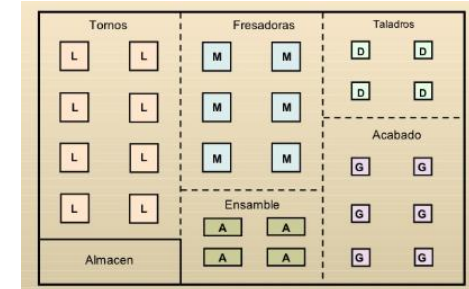 Tornos
L L
L L
L L
L L
Almacen
Fresadoras
M M
M M
M M
Ensamble
A A
A A
Taladros
D D
D D
Acabado
G G
G G
G G